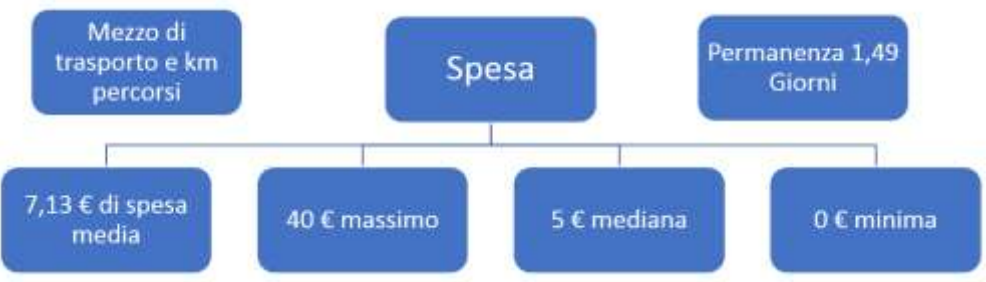 Mezzo di
trasporto e km
percorsi
Spesa
Permanenza 1,49
Giorni
7,13 € di spesa
media
40 € massimo
5 € mediana
0 € minima